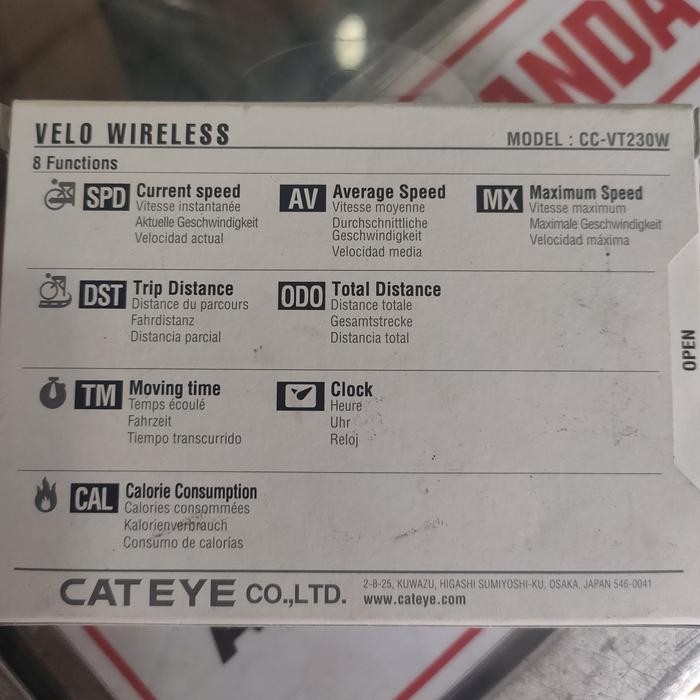 ANDA
VELO WIRELESS
MODEL : CC-VT230W
8 Functions
SPD
Current speed
Vitesse instantanée
Aktuelle Geschwindigkeit
Velocidad actual
AV
Average Speed
Vitesse moyenne
Durchschnittliche
Geschwindigkeit
Velocidad media
MX
Maximum Speed
Vitesse maximum
Maximale Geschwindigkeit
Velocidad máxima
DST
Trip Distance
Distance du parcours
Fahrdistanz
Distancia parcial
ODO
Total Distance
Distance totale
Gesamtstrecke
Distancia total
OPEN
TM
Moving time
Temps écoulé
Fahrzeit
Tiempo transcurrido
Clock
Heure
Uhr
Reloj
CAL
Calorie Consumption
Calories consommées
Kalorienverbrauch
Consumo de calorías
CATEYE CO.,LTD.
2-8-25, KUWAZU, HIGASHI SUMIYOSHI-KU, OSAKA, JAPAN 546-0041
www.cateye.com